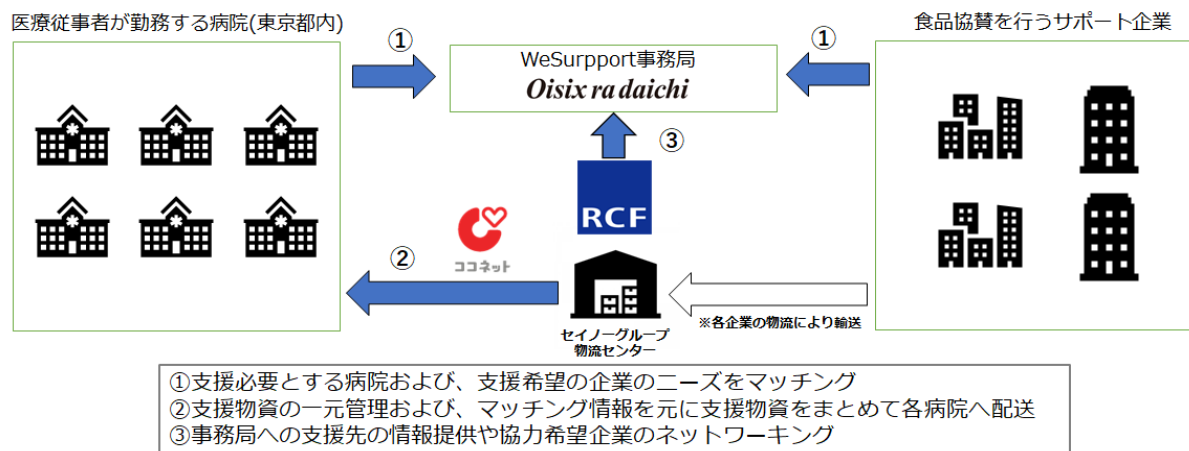 医療従事者が勤務する病院(東京都内)
食品協賛を行うサポート企業
①
①
WeSurpport事務局
Oisix ra daichi
③
RCF
ココネット
②
※各企業の物流により輸送
セイノーグループ
物流センター
①支援必要とする病院および、支援希望の企業のニーズをマッチング
②支援物資の一元管理および、マッチング情報を元に支援物資をまとめて各病院へ配送
③事務局への支援先の情報提供や協力希望企業のネットワーキング